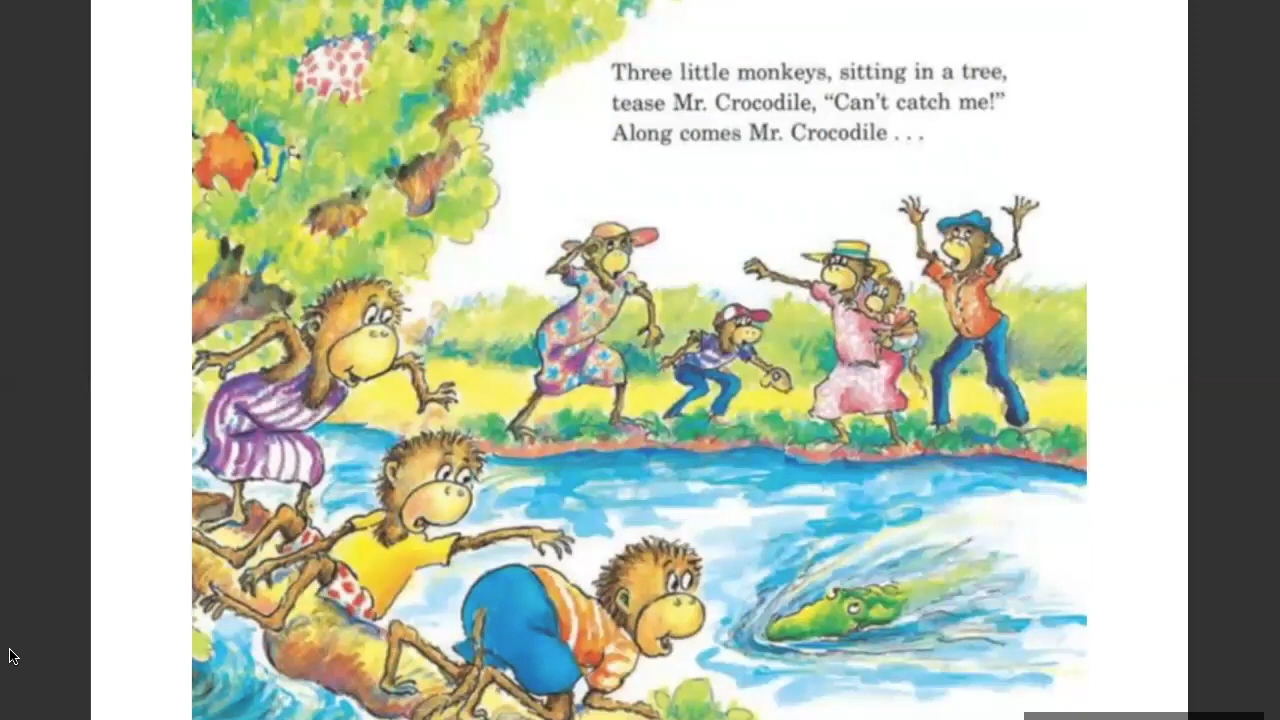 Three little monkeys, sitting in a tree,
tease Mr. Crocodile, “Can’t catch me!”
Along comes Mr. Crocodile . . .